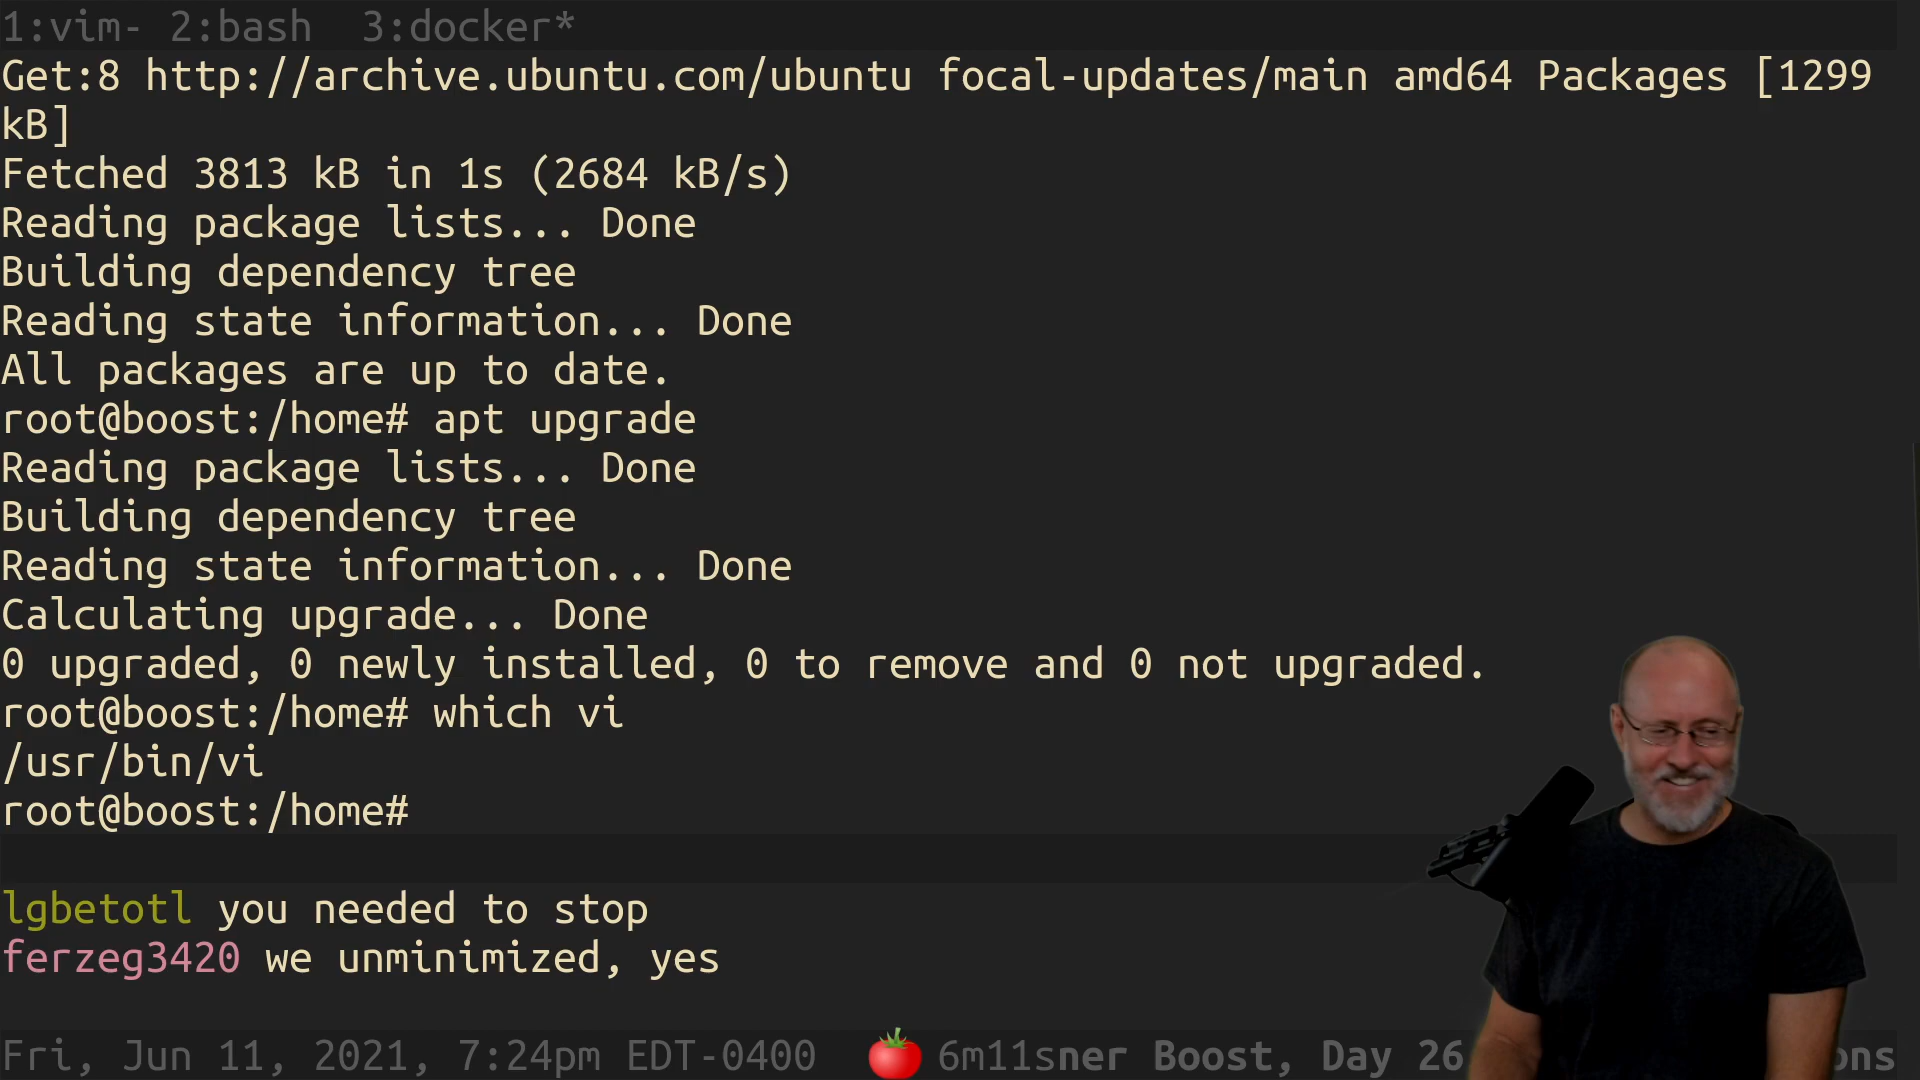 1:vim- 2:bash  3:docker*
Get:8 http://archive.ubuntu.com/ubuntu focal-updates/main amd64 Packages [1299
kB]
Fetched 3813 kB in 1s (2684 kB/s)
Reading package lists... Done
Building dependency tree
Reading state information... Done
All packages are up to date.
root@boost:/home# apt upgrade
Reading package lists... Done
Building dependency tree
Reading state information... Done
Calculating upgrade... Done
0 upgraded, 0 newly installed, 0 to remove and 0 not upgraded.
root@boost:/home# which vi
/usr/bin/vi
root@boost:/home#
lgbetotl you needed to stop
ferzeg3420 we unminimized, yes
Fri, Jun 11, 2021, 7:24pm EDT-0400 🍅 6m11sner Boost, Day 26 ons